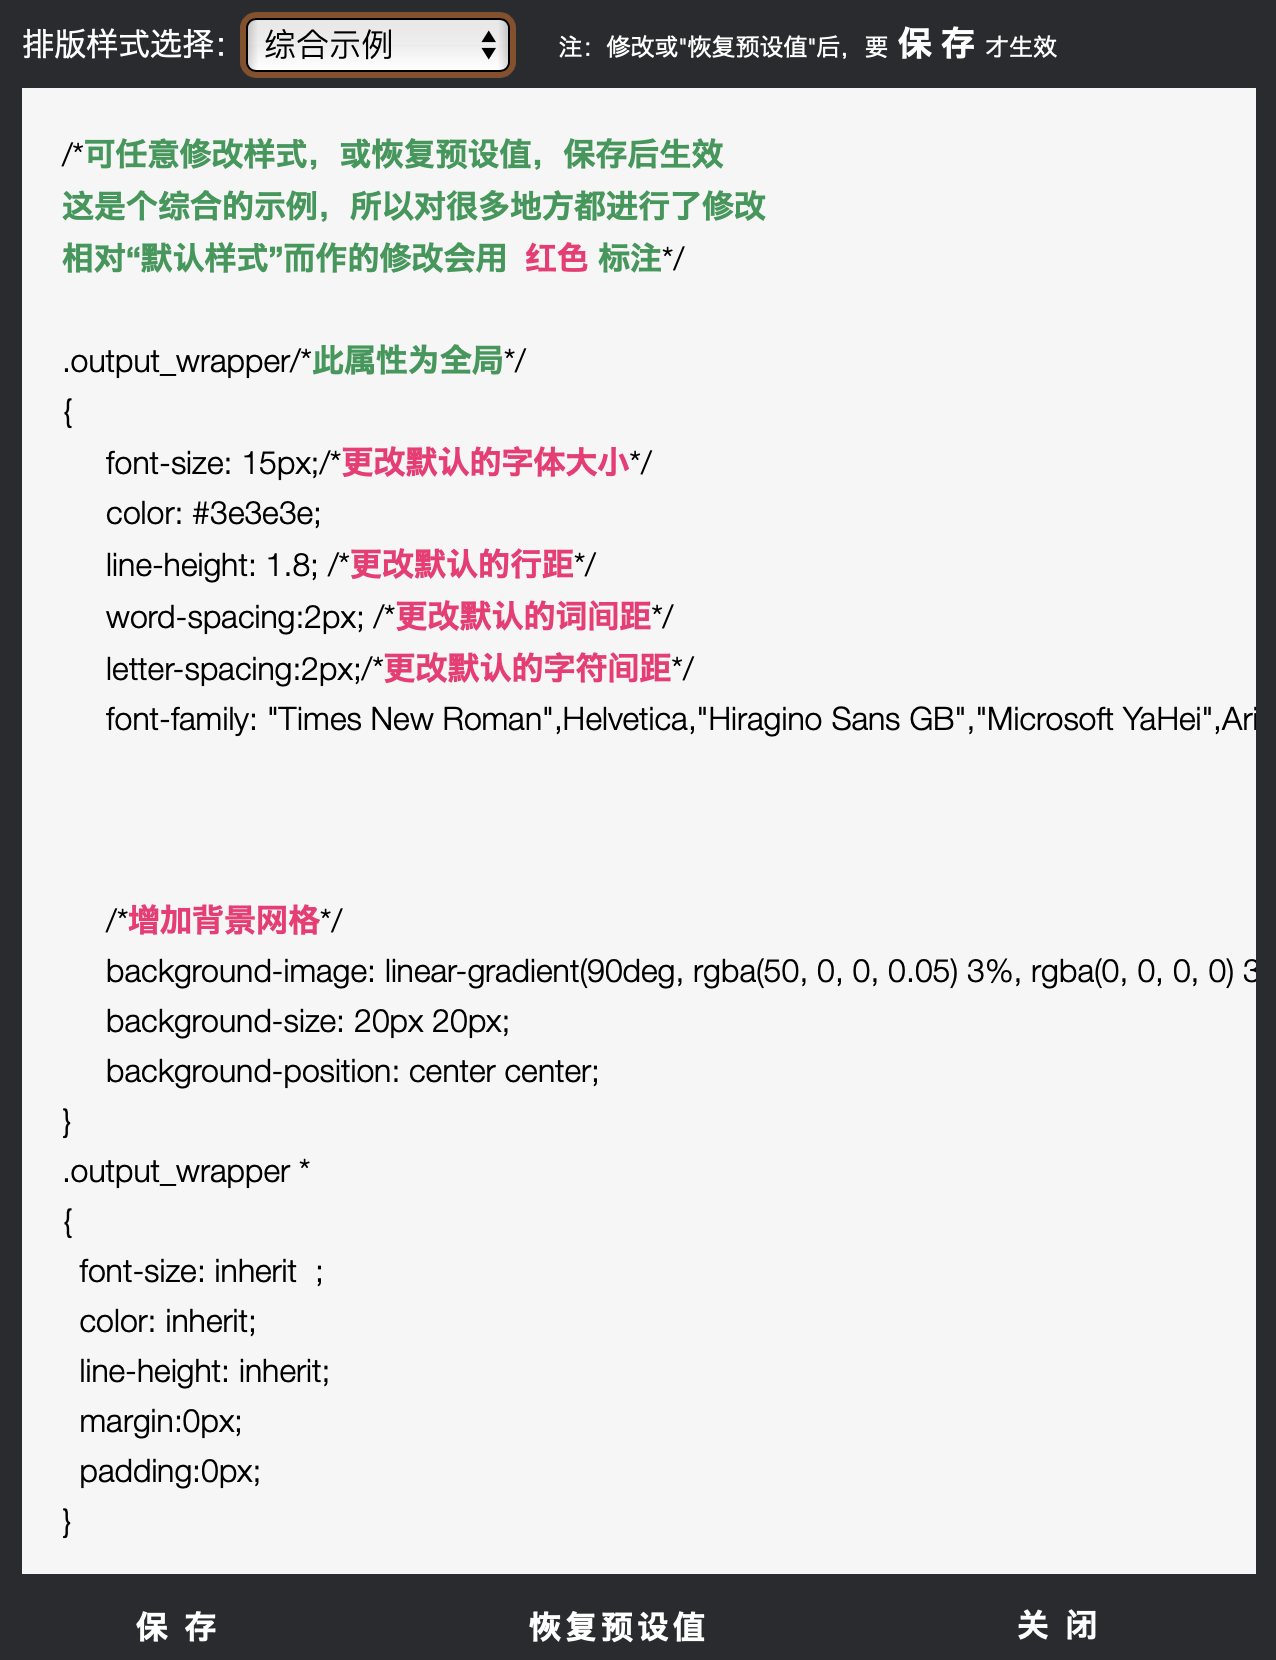 排版样式选择：综合示例 注：修改或"恢复预设值"后，要 保 存 才生效
/*可任意修改样式，或恢复预设值，保存后生效
这是个综合的示例，所以对很多地方都进行了修改
相对“默认样式”而作的修改会用 红色 标注*/
.output_wrapper/*此属性为全局*/
{
font-size: 15px;/*更改默认的字体大小*/
color: #3e3e3e;
line-height: 1.8; /*更改默认的行距*/
word-spacing:2px; /*更改默认的词间距*/
letter-spacing:2px;/*更改默认的字符间距*/
font-family: "Times New Roman",Helvetica,"Hiragino Sans GB","Microsoft YaHei",Ari
/*增加背景网格*/
background-image: linear-gradient(90deg, rgba(50, 0, 0, 0.05) 3%, rgba(0, 0, 0, 0) 3
background-size: 20px 20px;
background-position: center center;
}
.output_wrapper *
{
font-size: inherit  ;
color: inherit;
line-height: inherit;
margin:0px;
padding:0px;
}
保 存 恢复预设值 关 闭